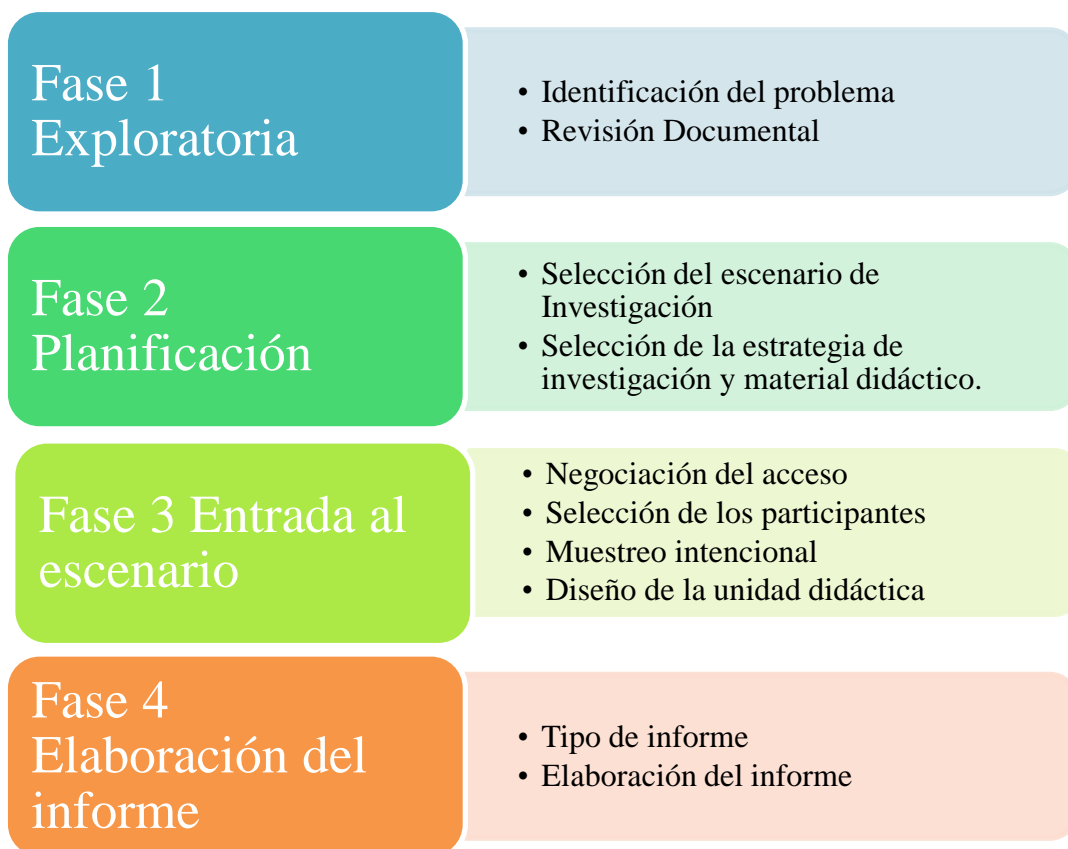 Fase 1
Exploratoria
• Identificación del problema
• Revisión Documental
Fase 2
Planificación
• Selección del escenario de
Investigación
• Selección de la estrategia de
investigación y material didáctico.
Fase 3 Entrada al
escenario
• Negociación del acceso
• Selección de los participantes
• Muestreo intencional
• Diseño de la unidad didáctica
Fase 4
Elaboración del
informe
• Tipo de informe
• Elaboración del informe